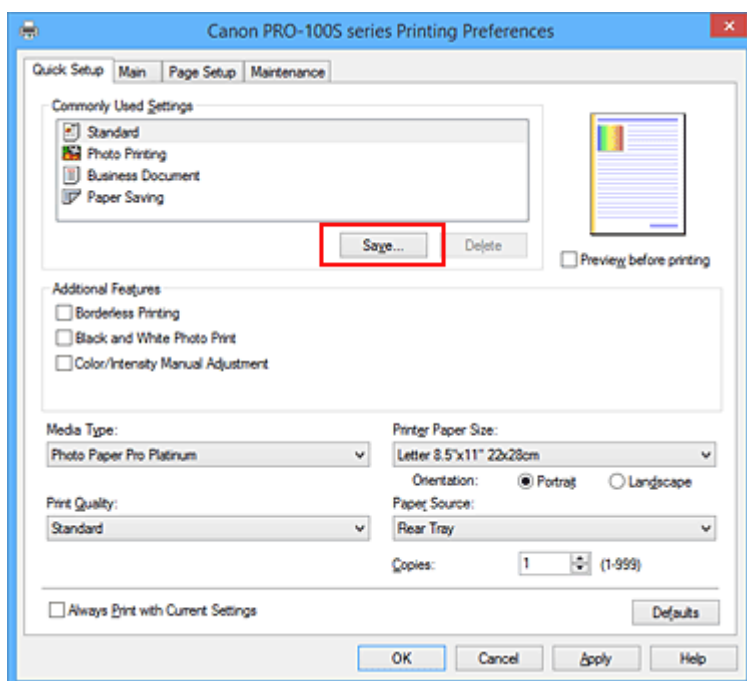 Canon PRO-100S series Printing Preferences
Quick Setup Main Page Setup Maintenance
Commonly Used Settings
Standard
Photo Printing
Business Document
Paper Saving
Save... Delete
Preview before printing
Additional Features
Borderless Printing
Black and White Photo Print
Color/Intensity Manual Adjustment
Media Type: Printer Paper Size:
Photo Paper Pro Platinum Letter 8.5"x11" 22x28cm
Orientation: Portrait Landscape
Print Quality: Paper Source:
Standard Rear Tray
Copies: 1 (1-999)
Always Print with Current Settings Defaults
OK Cancel Apply Help